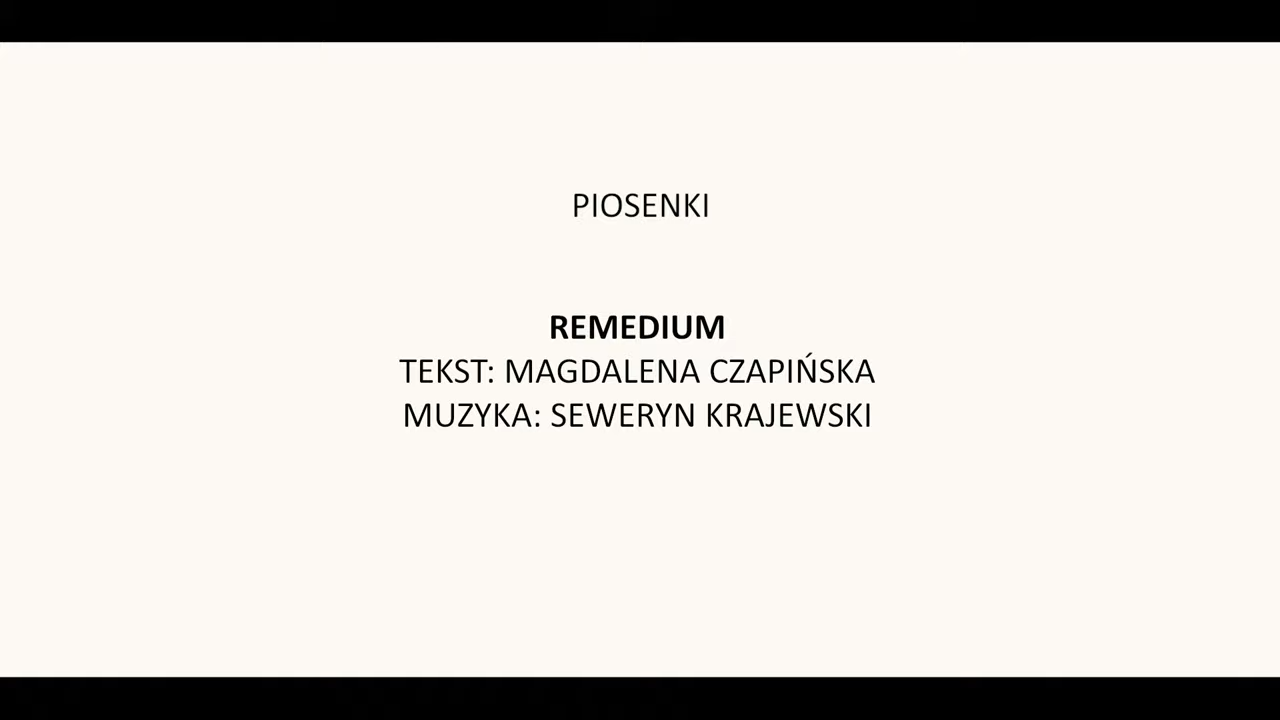 PIOSENKI
REMEDIUM
TEKST: MAGDALENA CZAPIŃSKA
MUZYKA: SEWERYN KRAJEWSKI